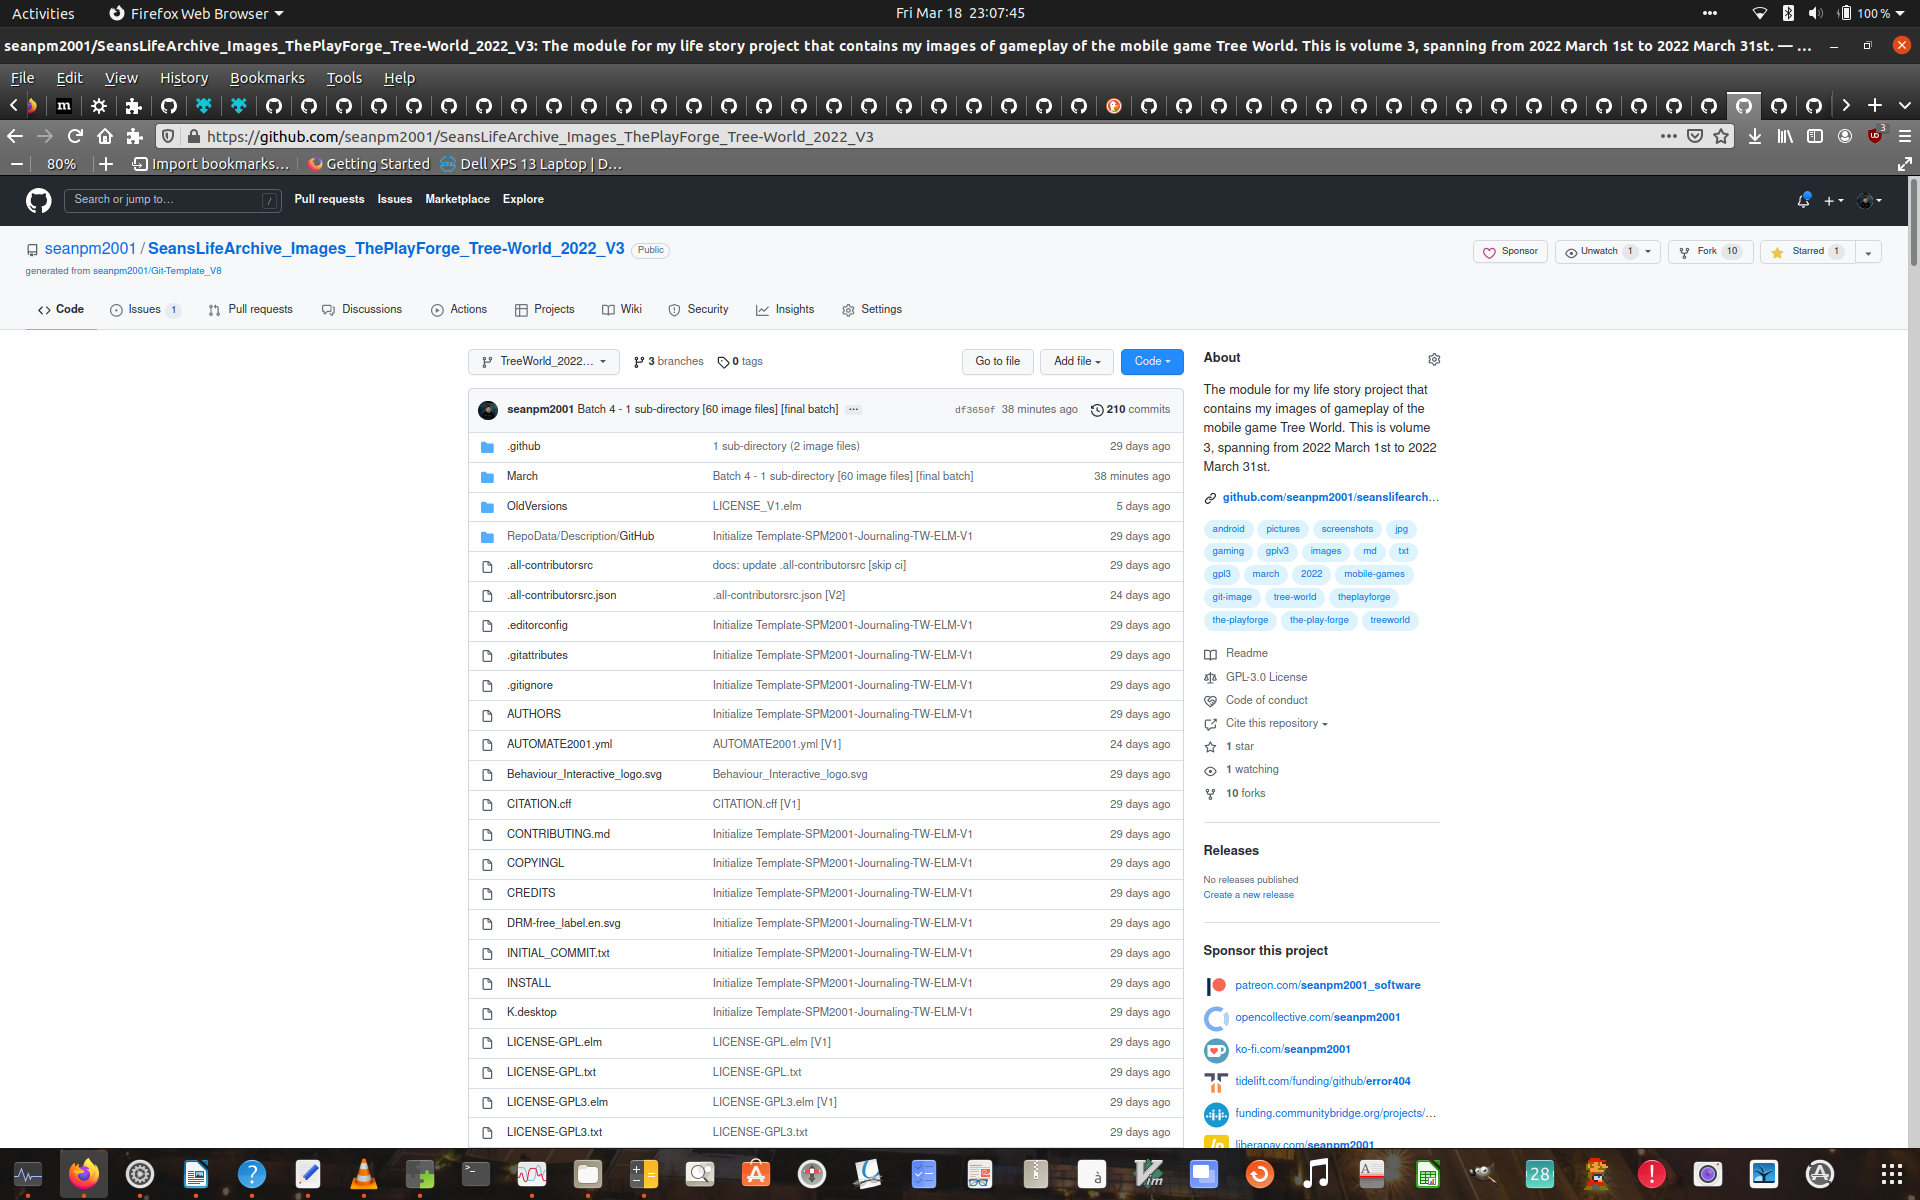 Activities
Firefox Web Browser
Fri Mar 18 23:07:45
100 %
seanpm2001/SeansLifeArchive_Images_ThePlayForge_Tree-World_2022_V3: The module for my life story project that contains my images of gameplay of the mobile game Tree World. This is volume 3, spanning from 2022 March 1st to 2022 March 31st. — ...
File Edit View History Bookmarks Tools Help
https://github.com/seanpm2001/SeansLifeArchive_Images_ThePlayForge_Tree-World_2022_V3
3
80%
Import bookmarks...
Getting Started
Dell XPS 13 Laptop | D...
Search or jump to...
/
Pull requests
Issues
Marketplace
Explore
seanpm2001 / SeansLifeArchive_Images_ThePlayForge_Tree-World_2022_V3 Public
Sponsor
Unwatch 1
Fork 10
Starred 1
generated from seanpm2001/Git-Template_V8
Code
Issues 1
Pull requests
Discussions
Actions
Projects
Wiki
Security
Insights
Settings
TreeWorld_2022...
3 branches
0 tags
Go to file
Add file
Code
seanpm2001 Batch 4 - 1 sub-directory [60 image files] [final batch] ... df3650f 38 minutes ago 210 commits
.github 1 sub-directory (2 image files) 29 days ago
March Batch 4 - 1 sub-directory [60 image files] [final batch] 38 minutes ago
OldVersions LICENSE_V1.elm 5 days ago
RepoData/Description/GitHub Initialize Template-SPM2001-Journaling-TW-ELM-V1 29 days ago
.all-contributorsrc docs: update .all-contributorsrc [skip ci] 29 days ago
.all-contributorsrc.json .all-contributorsrc.json [V2] 24 days ago
.editorconfig Initialize Template-SPM2001-Journaling-TW-ELM-V1 29 days ago
.gitattributes Initialize Template-SPM2001-Journaling-TW-ELM-V1 29 days ago
.gitignore Initialize Template-SPM2001-Journaling-TW-ELM-V1 29 days ago
AUTHORS Initialize Template-SPM2001-Journaling-TW-ELM-V1 29 days ago
AUTOMATE2001.yml AUTOMATE2001.yml [V1] 24 days ago
Behaviour_Interactive_logo.svg Behaviour_Interactive_logo.svg 29 days ago
CITATION.cff CITATION.cff [V1] 29 days ago
CONTRIBUTING.md Initialize Template-SPM2001-Journaling-TW-ELM-V1 29 days ago
COPYINGL Initialize Template-SPM2001-Journaling-TW-ELM-V1 29 days ago
CREDITS Initialize Template-SPM2001-Journaling-TW-ELM-V1 29 days ago
DRM-free_label.en.svg Initialize Template-SPM2001-Journaling-TW-ELM-V1 29 days ago
INITIAL_COMMIT.txt Initialize Template-SPM2001-Journaling-TW-ELM-V1 29 days ago
INSTALL Initialize Template-SPM2001-Journaling-TW-ELM-V1 29 days ago
K.desktop Initialize Template-SPM2001-Journaling-TW-ELM-V1 29 days ago
LICENSE-GPL.elm LICENSE-GPL.elm [V1] 29 days ago
LICENSE-GPL.txt LICENSE-GPL.txt 29 days ago
LICENSE-GPL3.elm LICENSE-GPL3.elm [V1] 29 days ago
LICENSE-GPL3.txt LICENSE-GPL3.txt 29 days ago
About
The module for my life story project that
contains my images of gameplay of the
mobile game Tree World. This is volume
3, spanning from 2022 March 1st to 2022
March 31st.
github.com/seanpm2001/seanslifearch...
android pictures screenshots jpg
gaming gplv3 images md txt
gpl3 march 2022 mobile-games
git-image tree-world theplayforge
the-playforge the-play-forge treeworld
Readme
GPL-3.0 License
Code of conduct
Cite this repository
1 star
1 watching
10 forks
Releases
No releases published
Create a new release
Sponsor this project
patreon.com/seanpm2001_software
opencollective.com/seanpm2001
ko-fi.com/seanpm2001
tidelift.com/funding/github/error404
funding.communitybridge.org/projects/...
liberapay.com/seanpm2001
28